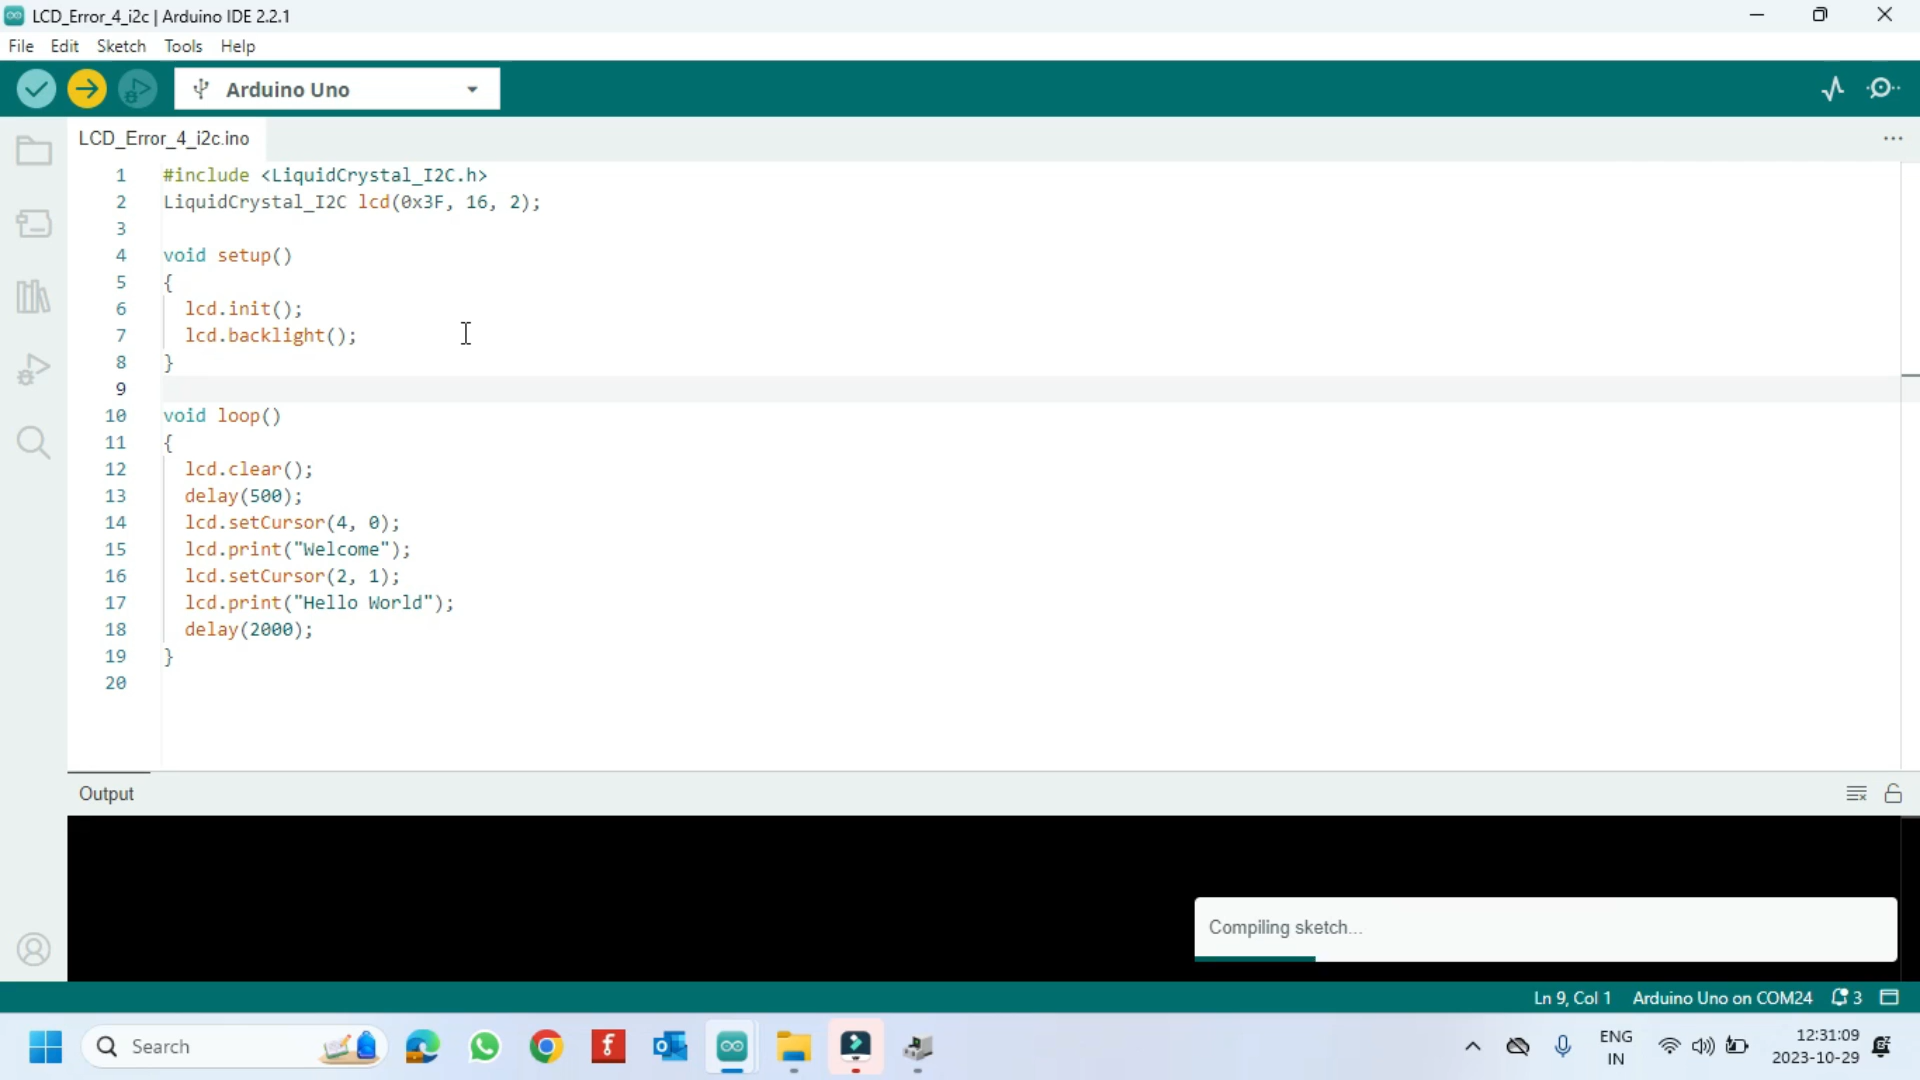 LCD_Error_4_i2c | Arduino IDE 2.2.1
File Edit Sketch Tools Help
Arduino Uno
LCD_Error_4_i2c.ino
1 #include <LiquidCrystal_I2C.h>
2 LiquidCrystal_I2C lcd(0x3F, 16, 2);
3
4 void setup()
5 {
6 lcd.init();
7 lcd.backlight();
8 }
9
10 void loop()
11 {
12 lcd.clear();
13 delay(500);
14 lcd.setCursor(4, 0);
15 lcd.print("Welcome");
16 lcd.setCursor(2, 1);
17 lcd.print("Hello World");
18 delay(2000);
19 }
20
Output
Compiling sketch...
Ln 9, Col 1 Arduino Uno on COM24 3
Search
ENG
IN
12:31:09
2023-10-29